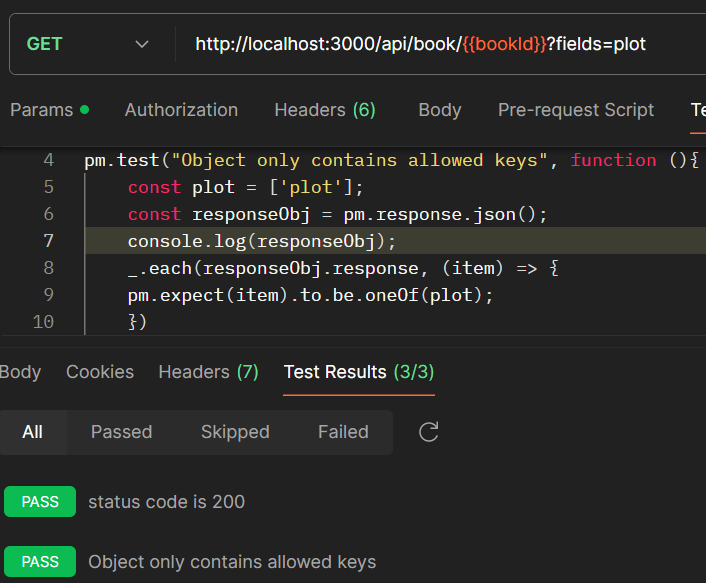 GET http://localhost:3000/api/book/{{bookId}}?fields=plot
Params Authorization Headers (6) Body Pre-request Script Te
4 pm.test("Object only contains allowed keys", function (){
5 const plot = ['plot'];
6 const responseObj = pm.response.json();
7 console.log(responseObj);
8 _.each(responseObj.response, (item) => {
9 pm.expect(item).to.be.oneOf(plot);
10 })
Body Cookies Headers (7) Test Results (3/3)
All Passed Skipped Failed
PASS status code is 200
PASS Object only contains allowed keys